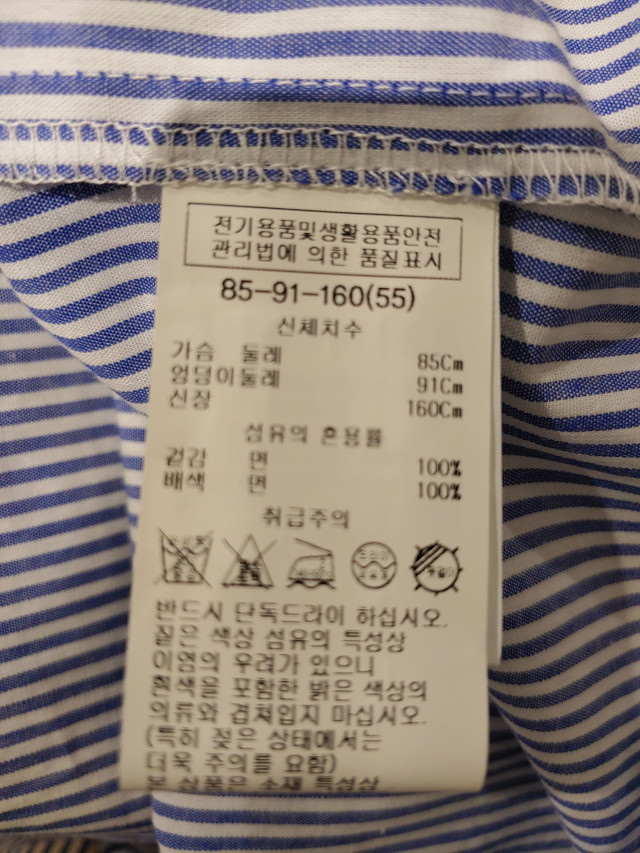 전기용품및생활용품안전
관리법에 의한 품질표시
85-91-160(55)
신체치수
가슴 둘레 85Cm
엉덩이둘레 91Cm
신장 160Cm
섬유의 혼용률
겉감 면 100%
배색 면 100%
취급주의
드라이
반드시 단독드라이 하십시오.
짙은 색상 섬유의 특성상
이염의 우려가 있으니
흰색을 포함한 밝은 색상의
의류와 겹쳐입지 마십시오.
(특히 젖은 상태에서는
더욱 주의를 요함)
본 상품은 소재 특성상